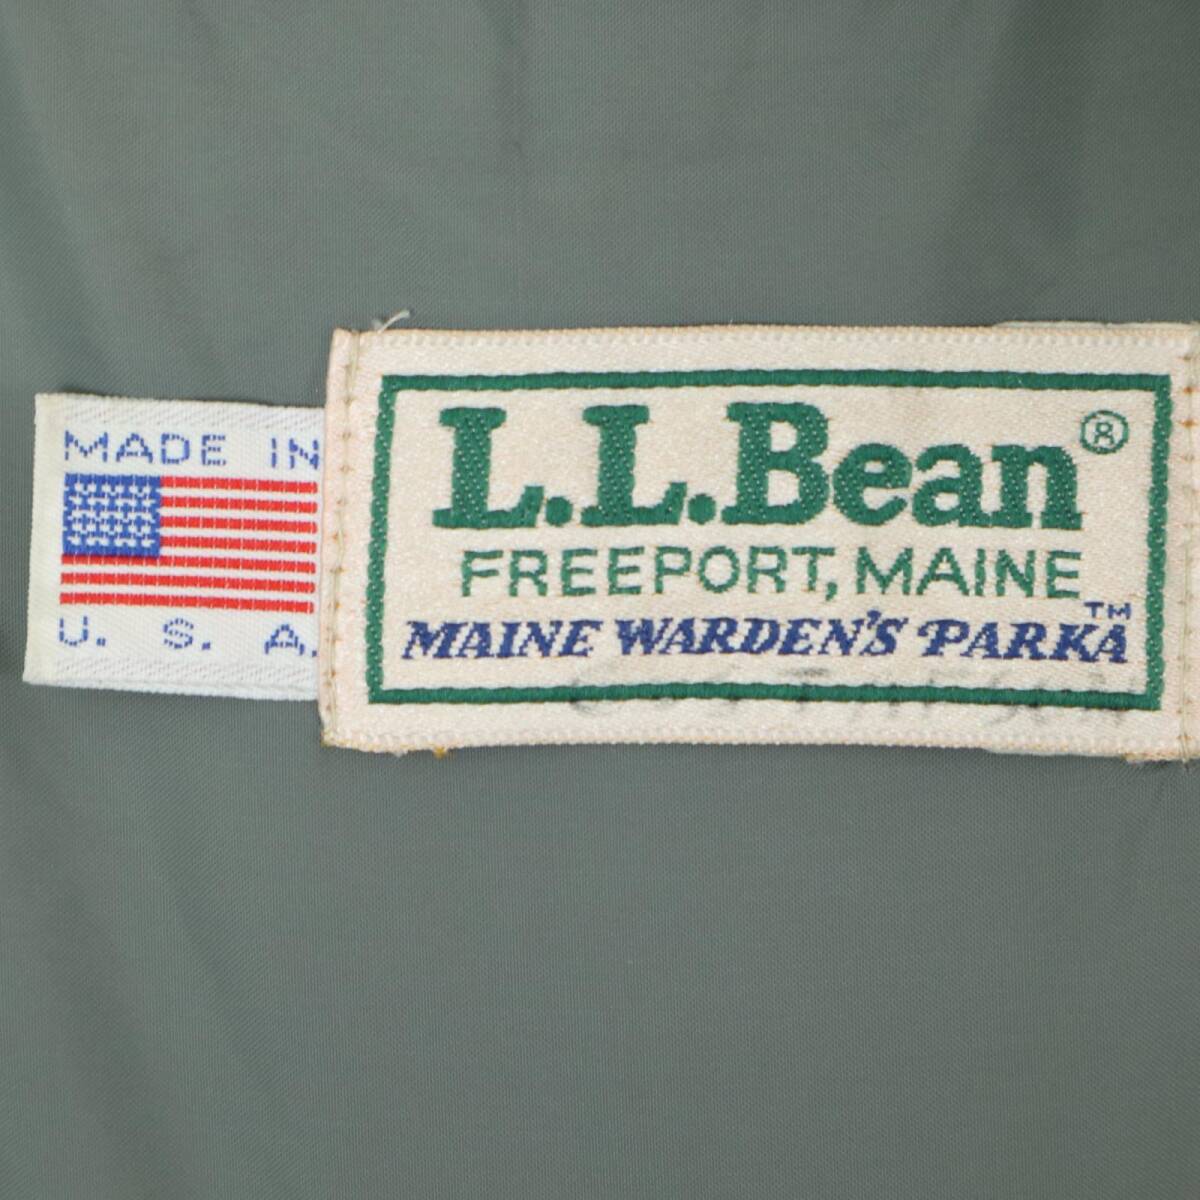 MADE IN
U. S. A.
L.L.Bean®
FREEPORT, MAINE
MAINE WARDEN'S PARKA™